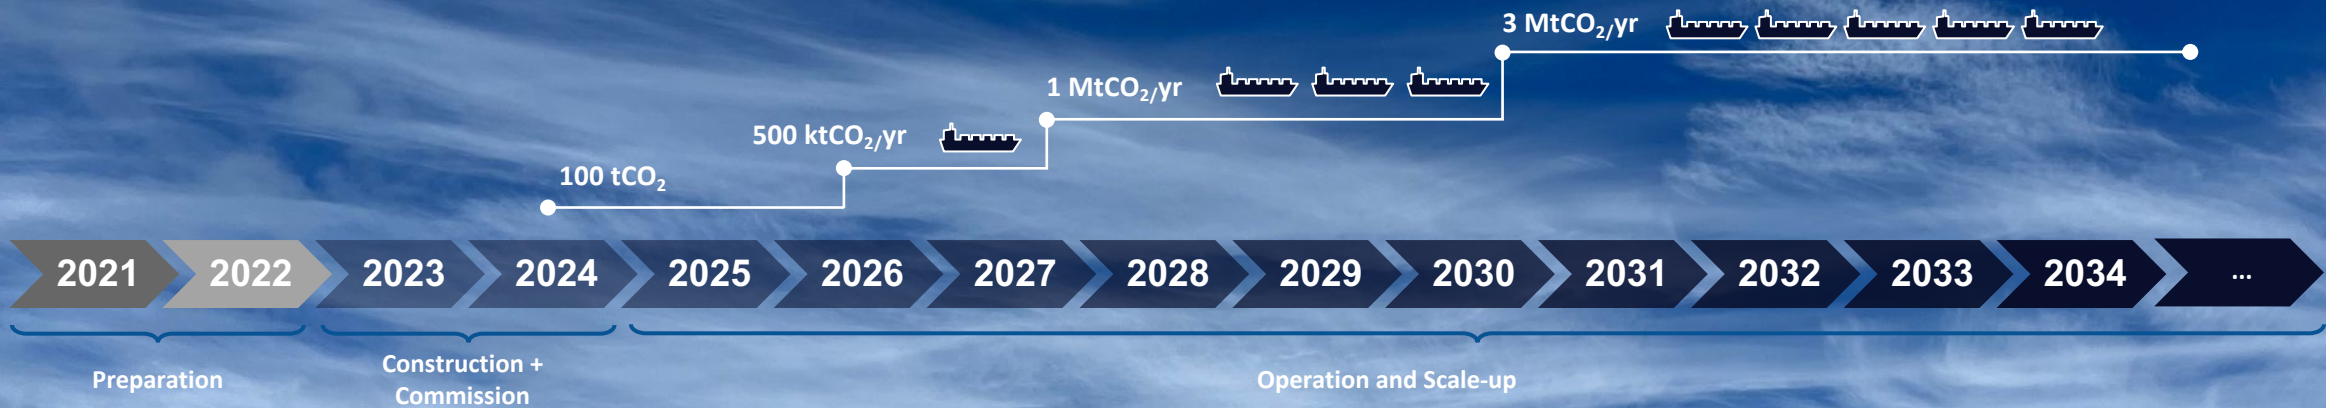 3 MtCO₂/yr
1 MtCO₂/yr
500 ktCO₂/yr
100 tCO₂
2021 2022 2023 2024 2025 2026 2027 2028 2029 2030 2031 2032 2033 2034 ...
Preparation
Construction +
Commission
Operation and Scale-up